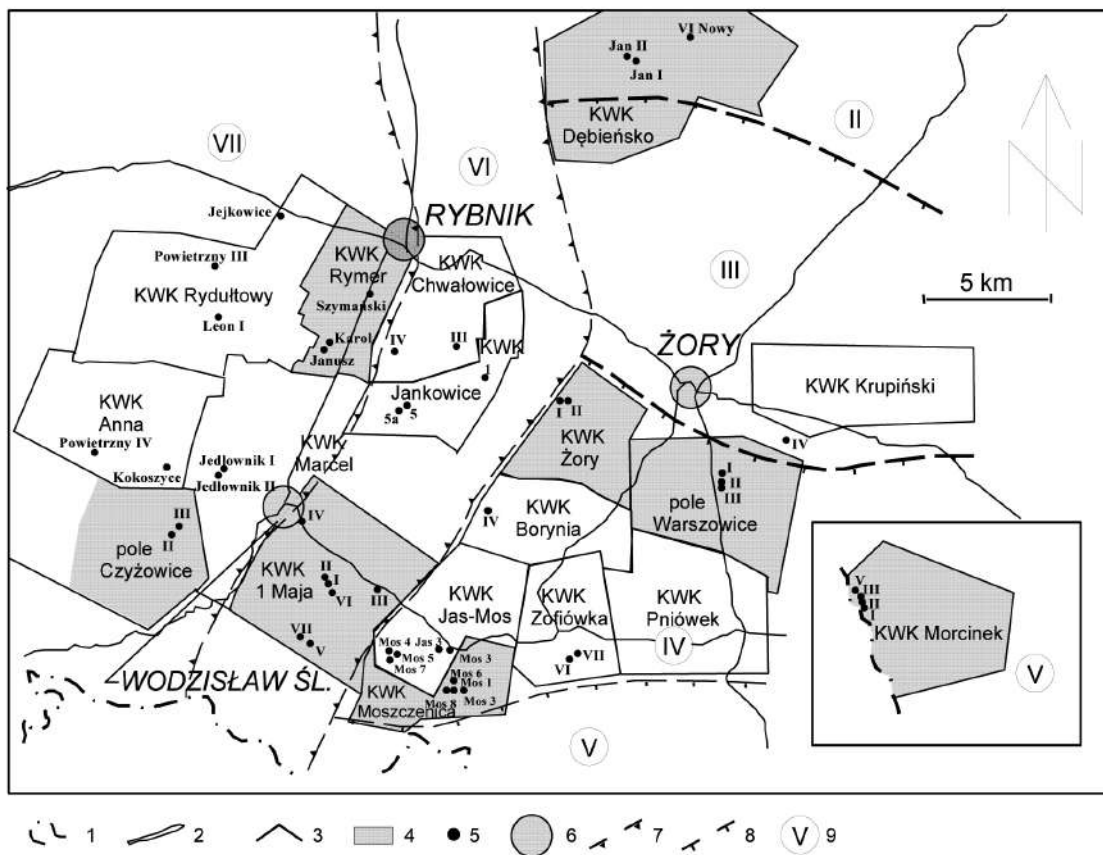 VI Nowy
Jan II
Jan I
KWK
Dębieńsko
II
VII
VI
Jejkowice
RYBNIK
KWK
Rymer
KWK
Chwałowice
III
5 km
Powietrzny III
KWK Rydułtowy
Szymański
Leon I
Karol
Janusz
IV
III
KWK
I
ŻORY
KWK Krupiński
Jankowice
5a
5
I
II
KWK
Żory
KWK
Anna
KWK
Marcel
Powietrzny IV
Kokoszyce
Jedłownik I
Jedłownik II
IV
I
II
III
pole
Warszowice
IV
KWK
Borynia
IV
III
II
pole
Czyżowice
KWK
1 Maja
II
I
VI
III
KWK
Jas-Mos
KWK
Zofiówka
KWK
Pniówek
V
III
II
I
KWK Morcinek
V
VII
V
Mos 4
Jas 3
Mos 5
Mos 7
Mos 3
VII
VI
IV
WODZISŁAW ŚL.
KWK
Moszczenica
Mos 6
Mos 1
Mos 8
Mos 3
V
1
2
3
4
5
6
7
8
V
9